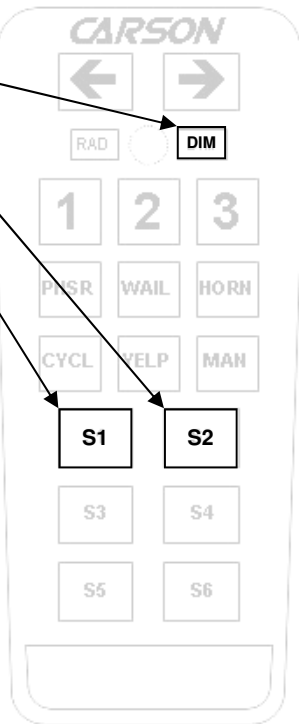 CARSON
RAD DIM
1 2 3
PHSR WAIL HORN
CYCL YELP MAN
S1 S2
S3 S4
S5 S6